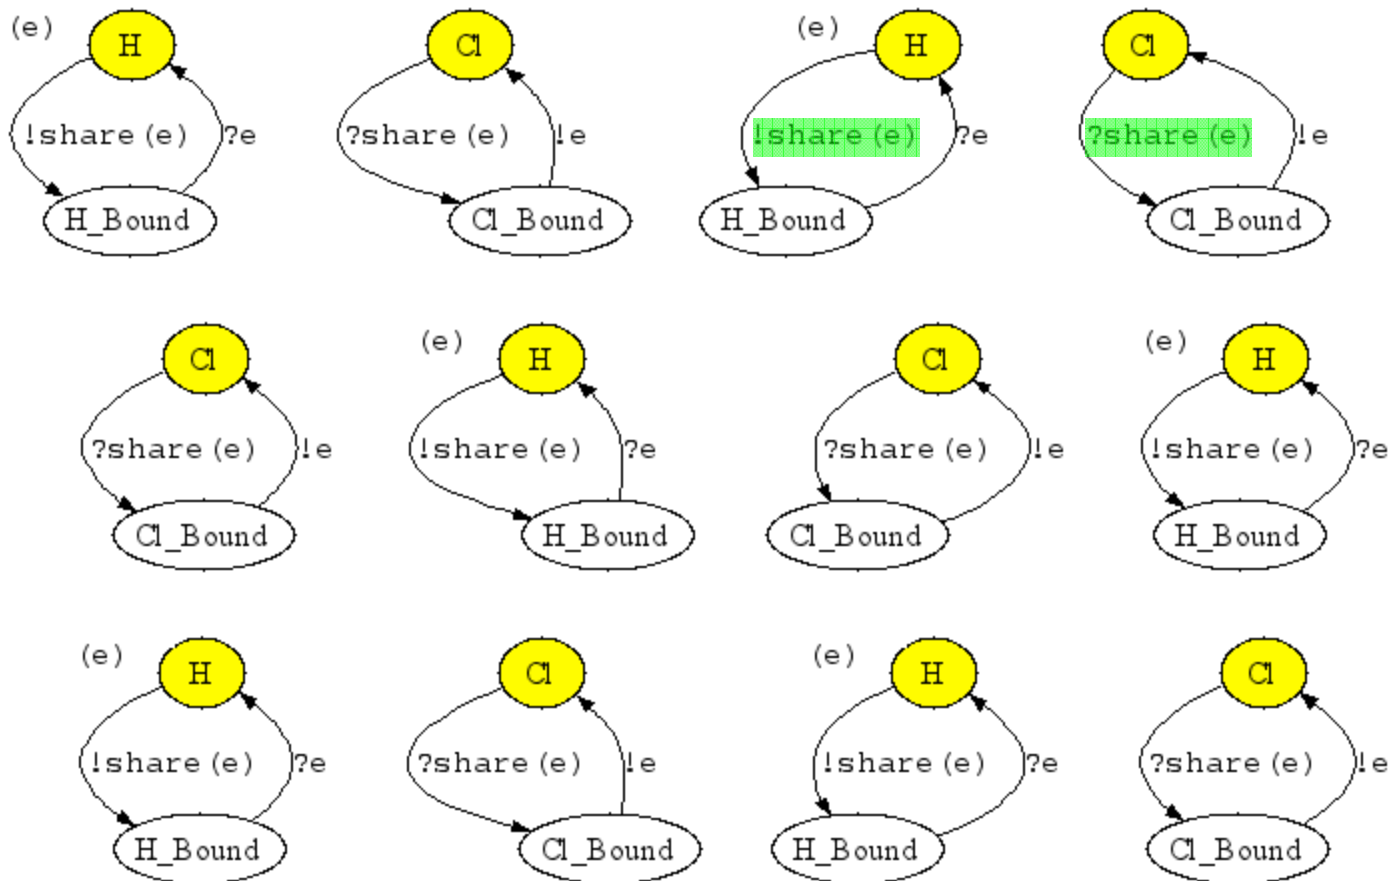 (e) H Cl (e) H Cl
!share(e) ?e ?share(e) !e !share(e) ?e ?share(e) !e
H_Bound Cl_Bound H_Bound Cl_Bound
Cl (e) H Cl (e) H
?share(e) !e !share(e) ?e ?share(e) !e !share(e) ?e
Cl_Bound H_Bound Cl_Bound H_Bound
(e) H Cl (e) H Cl
!share(e) ?e ?share(e) !e !share(e) ?e ?share(e) !e
H_Bound Cl_Bound H_Bound Cl_Bound